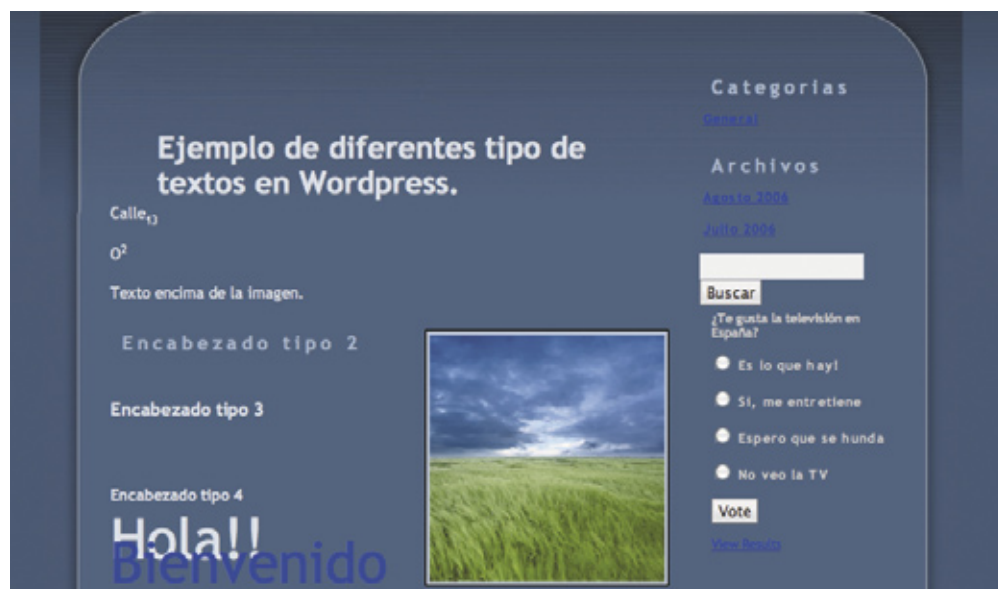 Ejemplo de diferentes tipo de
textos en Wordpress.
Calle₁₃
O²
Texto encima de la imagen.
Encabezado tipo 2
Encabezado tipo 3
Encabezado tipo 4
Hola!!
Bienvenido
Categorias
General
Archivos
Agosto 2006
Julio 2006
Buscar
¿Te gusta la televisión en
España?
Es lo que hay!
Si, me entretiene
Espero que se hunda
No veo la TV
Vote
View Results